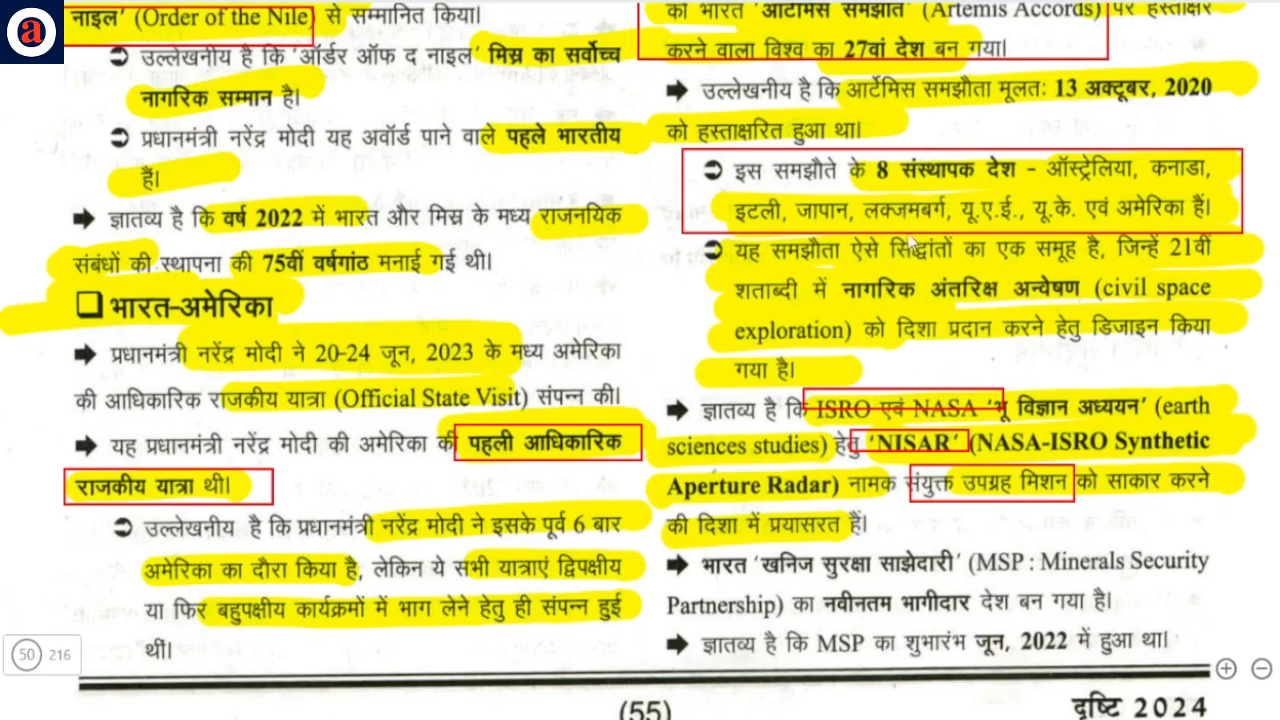 a
नाइल’ (Order of the Nile) से सम्मानित किया।
➲ उल्लेखनीय है कि ‘ऑर्डर ऑफ द नाइल’ मिस्र का सर्वोच्च
नागरिक सम्मान है।
➲ प्रधानमंत्री नरेंद्र मोदी यह अवॉर्ड पाने वाले पहले भारतीय
हैं।
➡ ज्ञातव्य है कि वर्ष 2022 में भारत और मिस्र के मध्य राजनयिक
संबंधों की स्थापना की 75वीं वर्षगांठ मनाई गई थी।
❑ भारत-अमेरिका
➡ प्रधानमंत्री नरेंद्र मोदी ने 20-24 जून, 2023 के मध्य अमेरिका
की आधिकारिक राजकीय यात्रा (Official State Visit) संपन्न की।
➡ यह प्रधानमंत्री नरेंद्र मोदी की अमेरिका की पहली आधिकारिक
राजकीय यात्रा थी।
➲ उल्लेखनीय है कि प्रधानमंत्री नरेंद्र मोदी ने इसके पूर्व 6 बार
अमेरिका का दौरा किया है, लेकिन ये सभी यात्राएं द्विपक्षीय
या फिर बहुपक्षीय कार्यक्रमों में भाग लेने हेतु ही संपन्न हुई
थीं।
को भारत ‘आर्टेमिस समझौते’ (Artemis Accords) पर हस्ताक्षर
करने वाला विश्व का 27वां देश बन गया।
➡ उल्लेखनीय है कि आर्टेमिस समझौता मूलतः 13 अक्टूबर, 2020
को हस्ताक्षरित हुआ था।
➲ इस समझौते के 8 संस्थापक देश - ऑस्ट्रेलिया, कनाडा,
इटली, जापान, लक्जमबर्ग, यू.ए.ई., यू.के. एवं अमेरिका हैं।
➲ यह समझौता ऐसे सिद्धांतों का एक समूह है, जिन्हें 21वीं
शताब्दी में नागरिक अंतरिक्ष अन्वेषण (civil space
exploration) को दिशा प्रदान करने हेतु डिजाइन किया
गया है।
➡ ज्ञातव्य है कि ISRO एवं NASA ‘भू विज्ञान अध्ययन’ (earth
sciences studies) हेतु ‘NISAR’ (NASA-ISRO Synthetic
Aperture Radar) नामक संयुक्त उपग्रह मिशन को साकार करने
की दिशा में प्रयासरत हैं।
➡ भारत ‘खनिज सुरक्षा साझेदारी’ (MSP : Minerals Security
Partnership) का नवीनतम भागीदार देश बन गया है।
➡ ज्ञातव्य है कि MSP का शुभारंभ जून, 2022 में हुआ था।
50 216
(55)
दृष्टि 2024